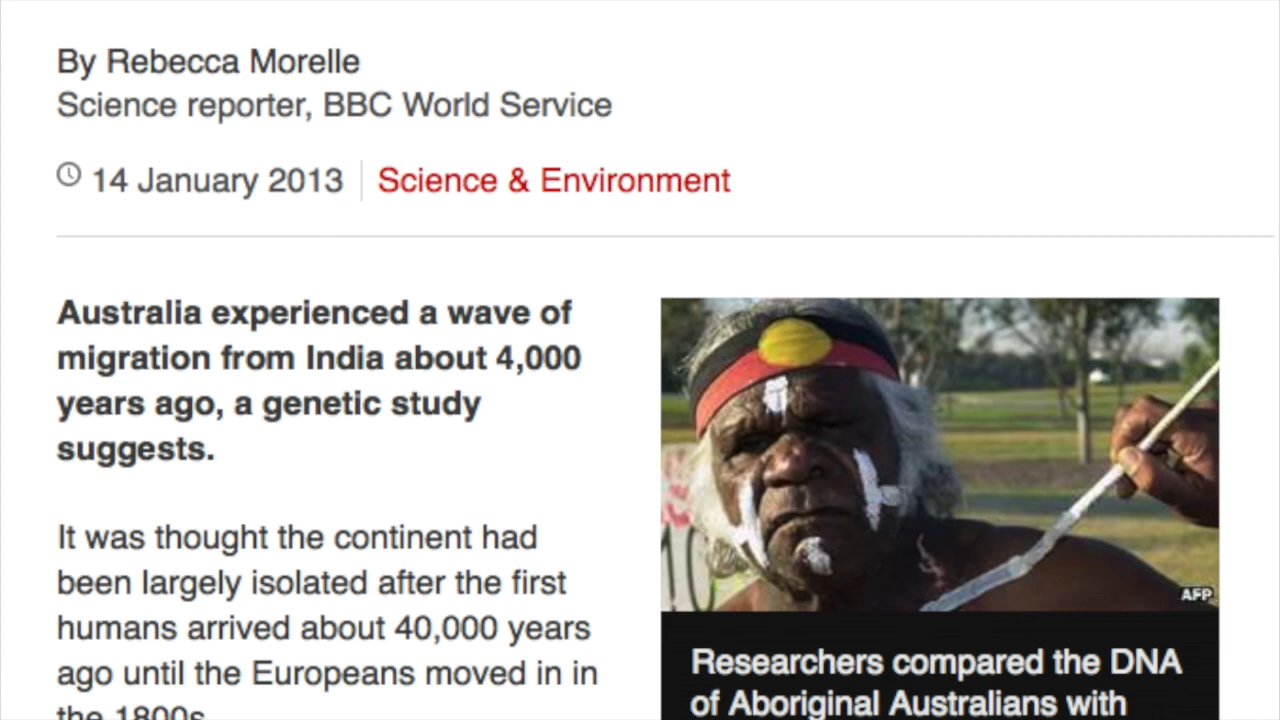 By Rebecca Morelle
Science reporter, BBC World Service
14 January 2013
Science & Environment
Australia experienced a wave of
migration from India about 4,000
years ago, a genetic study
suggests.
It was thought the continent had
been largely isolated after the first
humans arrived about 40,000 years
ago until the Europeans moved in in
the 1800s.
AFP
Researchers compared the DNA
of Aboriginal Australians with